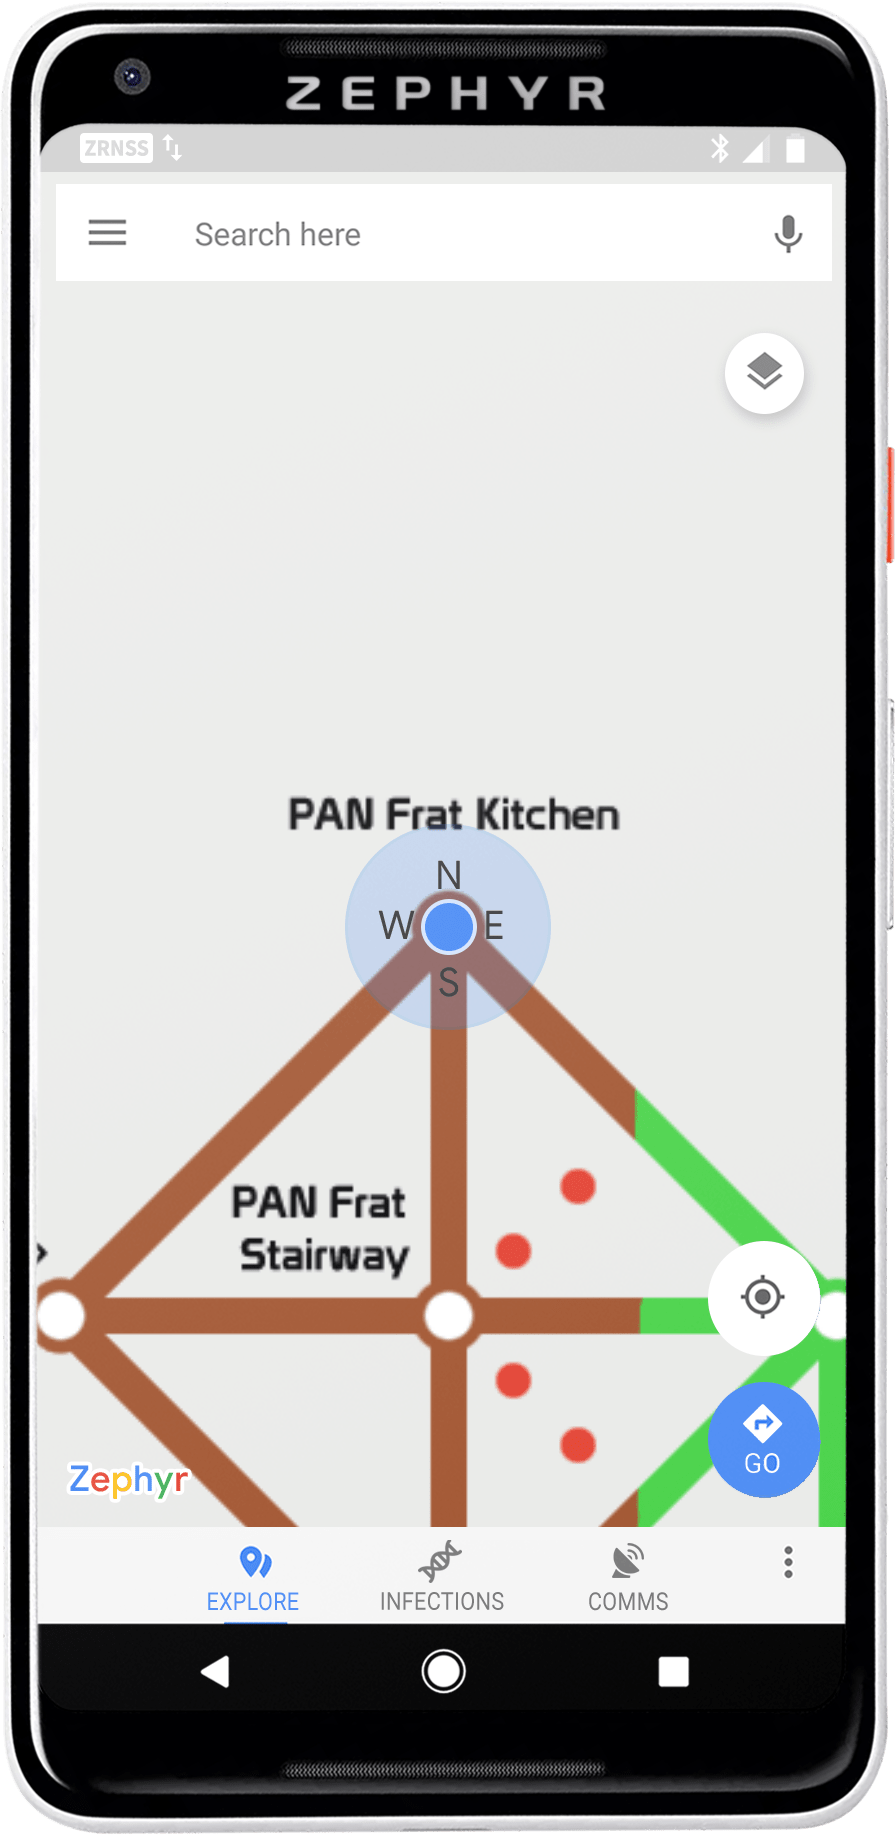 ZEPHYR
ZRNSS
Search here
PAN Frat Kitchen
N
W E
S
PAN Frat
Stairway
GO
Zephyr
EXPLORE INFECTIONS COMMS